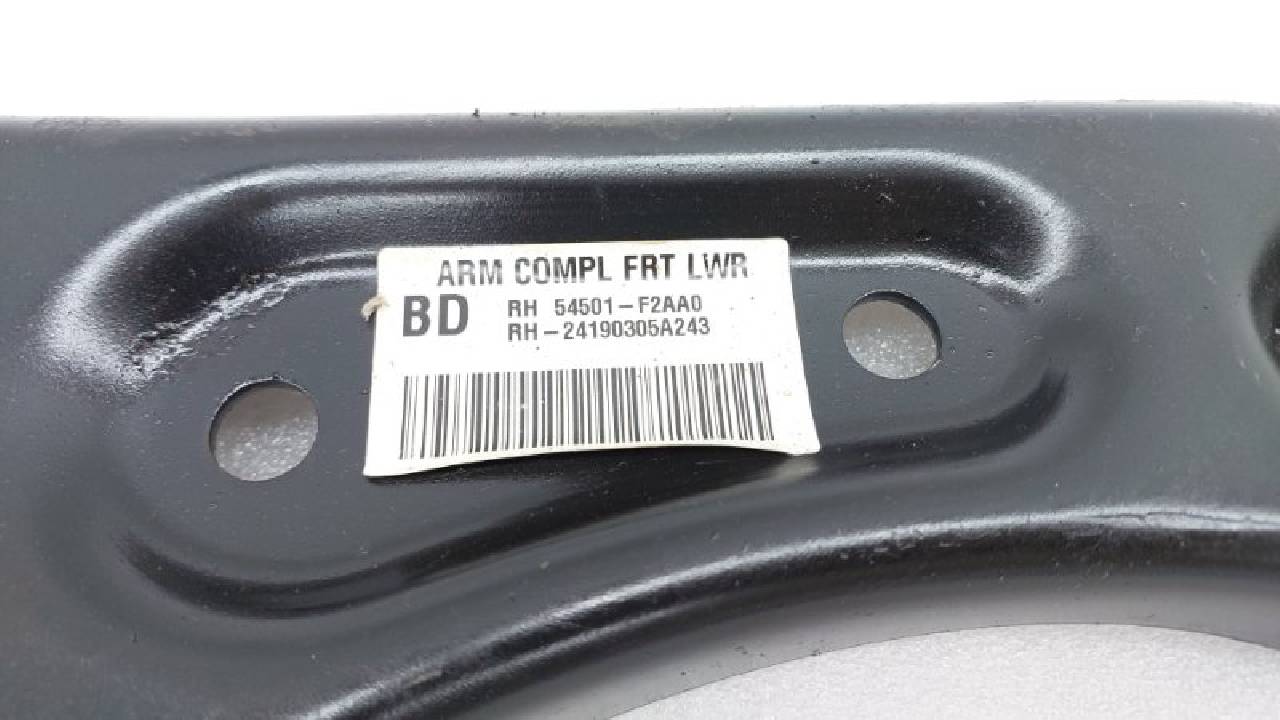 ARM COMPL FRT LWR
BD RH 54501-F2AA0
RH-24190305A243